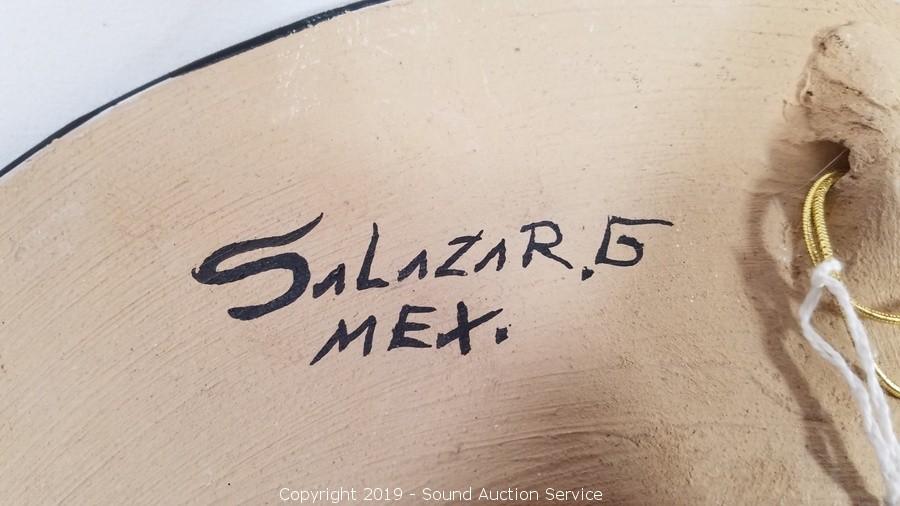 SALAZAR.G
MEX.
Copyright 2019 - Sound Auction Service